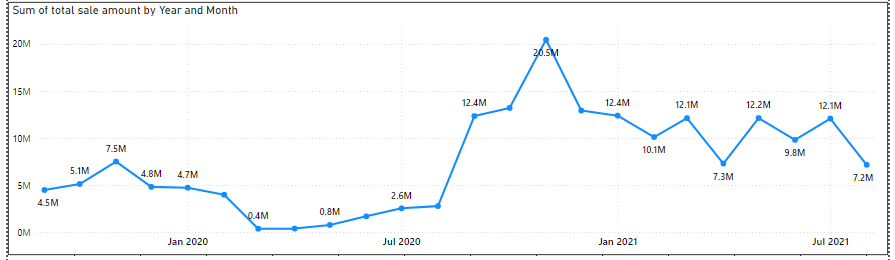 Sum of total sale amount by Year and Month
20M
15M
10M
5M
0M
4.5M
5.1M
7.5M
4.8M
4.7M
0.4M
0.8M
2.6M
12.4M
20.5M
12.4M
10.1M
12.1M
7.3M
12.2M
9.8M
12.1M
7.2M
Jan 2020
Jul 2020
Jan 2021
Jul 2021